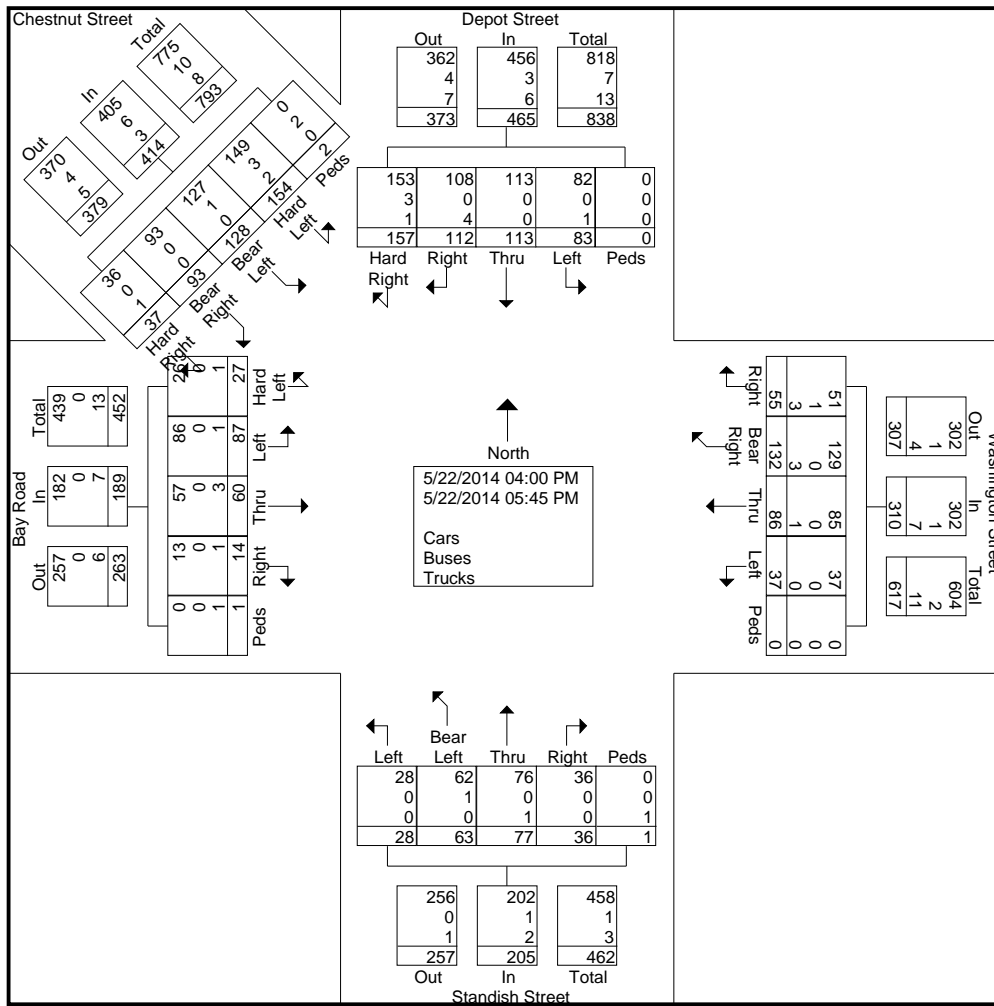 Chestnut Street
Out
370
4
5
379
In
405
6
3
414
Total
775
10
8
793
36 93 127 149 0
0 0 1 3 2
1 0 0 2 0
37 93 128 154 2
Hard Right
Bear Right
Bear Left
Hard Left
Peds
Depot Street
Out In Total
362 456 818
4 3 7
7 6 13
373 465 838
153 108 113 82 0
3 0 0 0 0
1 4 0 1 0
157 112 113 83 0
Hard Right Thru Left Peds
Right
Bay Road
Total
439 0 13 452
In
182 0 7 189
Out
257 0 6 263
26 0 1 27
Hard Left
86 0 1 87
Left
57 0 3 60
Thru
13 0 1 14
Right
0 0 1 1
Peds
North
5/22/2014 04:00 PM
5/22/2014 05:45 PM
Cars
Buses
Trucks
Right
51 1 3 55
Bear Right
129 0 3 132
Thru
85 0 1 86
Left
37 0 0 37
Peds
0 0 0 0
Washington Street
Out
302 1 4 307
In
302 1 7 310
Total
604 2 11 617
Bear
Left Left Thru Right Peds
28 62 76 36 0
0 1 0 0 0
0 0 1 0 1
28 63 77 36 1
256 202 458
0 1 1
1 2 3
257 205 462
Out In Total
Standish Street